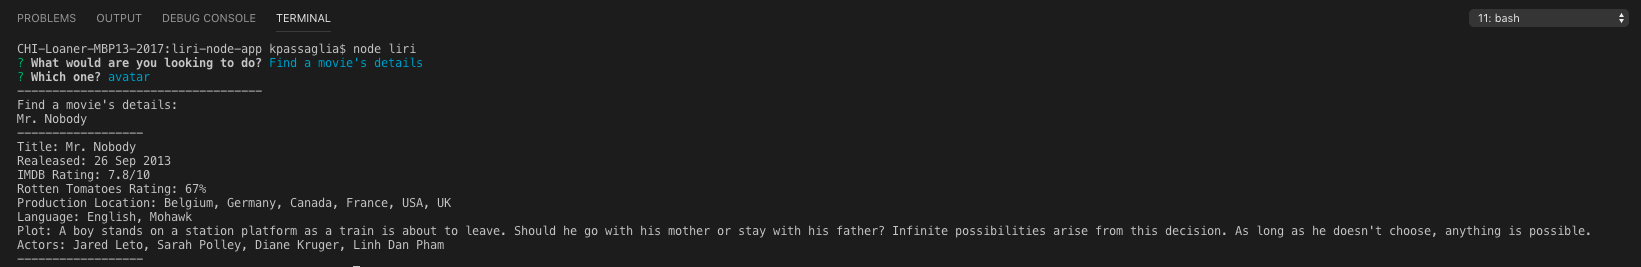 PROBLEMS OUTPUT DEBUG CONSOLE TERMINAL 11: bash
CHI-Loaner-MBP13-2017:liri-node-app kpassaglia$ node liri
? What would are you looking to do? Find a movie's details
? Which one? avatar
-----------------------------------
Find a movie's details:
Mr. Nobody
------------------
Title: Mr. Nobody
Realeased: 26 Sep 2013
IMDB Rating: 7.8/10
Rotten Tomatoes Rating: 67%
Production Location: Belgium, Germany, Canada, France, USA, UK
Language: English, Mohawk
Plot: A boy stands on a station platform as a train is about to leave. Should he go with his mother or stay with his father? Infinite possibilities arise from this decision. As long as he doesn't choose, anything is possible.
Actors: Jared Leto, Sarah Polley, Diane Kruger, Linh Dan Pham
------------------